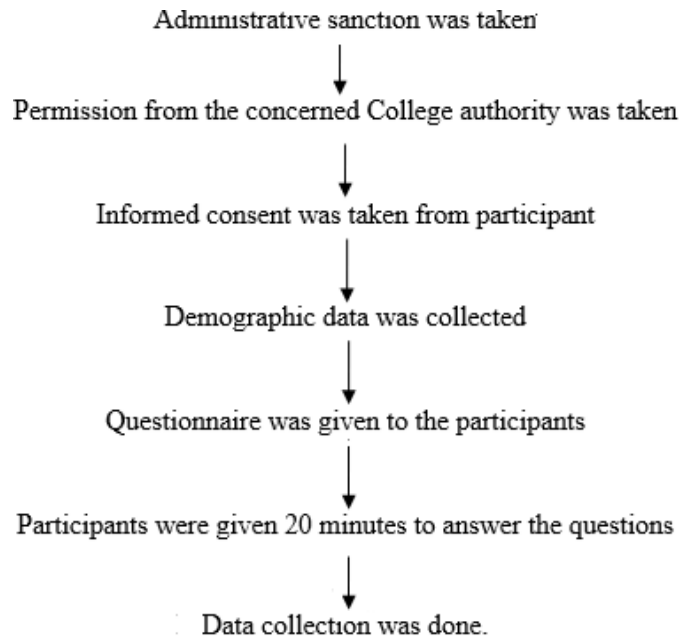 Administrative sanction was taken
Permission from the concerned College authority was taken
Informed consent was taken from participant
Demographic data was collected
Questionnaire was given to the participants
Participants were given 20 minutes to answer the questions
Data collection was done.